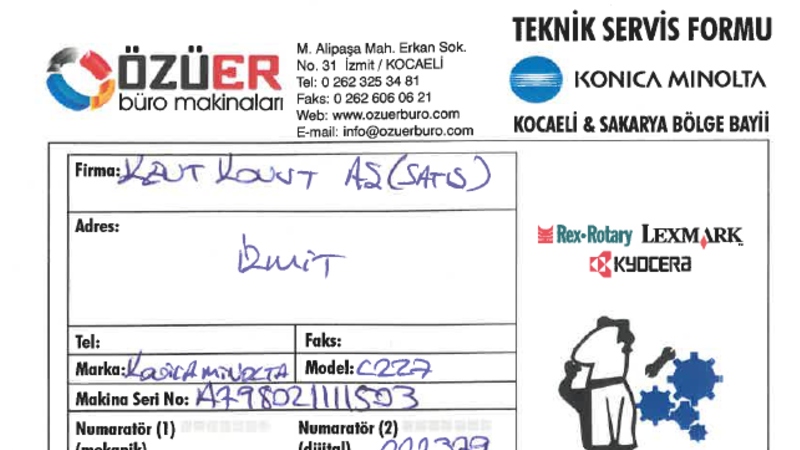 ÖZÜER
büro makinaları
M. Alipaşa Mah. Erkan Sok.
No. 31 İzmit / KOCAELİ
Tel: 0 262 325 34 81
Faks: 0 262 606 06 21
Web: www.ozuerburo.com
E-mail: info@ozuerburo.com
TEKNİK SERVİS FORMU
KONICA MINOLTA
KOCAELİ & SAKARYA BÖLGE BAYİİ
Firma: KENT KONUT AŞ (SATIŞ)
Adres:
İZMİT
Rex•Rotary LEXMARK
KYOCERA
Tel:
Faks:
Marka: KONICA MINOLTA Model: C227
Makina Seri No: A798021111503
Numaratör (1)
(mekanik)
Numaratör (2)
(dijital)